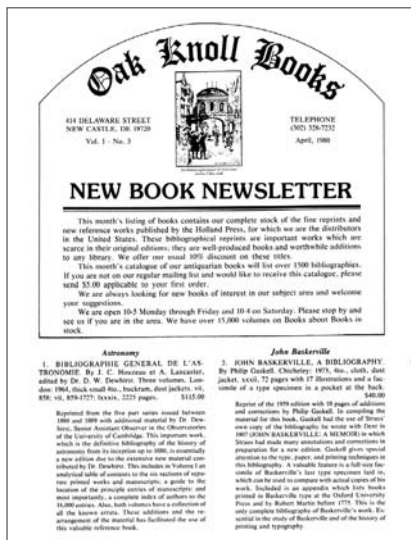 Oak Knoll Books
414 DELAWARE STREET
NEW CASTLE, DE 19720
Vol. 1 - No. 3
TELEPHONE
(302) 328-7232
April, 1980
NEW BOOK NEWSLETTER
This month's listing of books contains our complete stock of the fine reprints and
new reference works published by the Holland Press, for which we are the distributors
in the United States. These bibliographical reprints are important works which are
scarce in their original editions; they are well-produced books and worthwhile additions
to any libraries. We offer our usual 10% discount on these titles.
This month's catalogue of our antiquarian books will list over 1500 bibliographies.
If you are not on our regular mailing list and would like to receive this catalogue, please
send $5.00 applicable to your first order.
We are always looking for new books of interest in our subject area and welcome
your suggestions.
We are open 10-5 Monday through Friday and 10-4 on Saturday. Please stop by and
see us if you are in the area. We have over 15,000 volumes on Books about Books in
stock.
Astronomy
1. BIBLIOGRAPHIE GENERAL DE L'AS-
TRONOMIE. By J. C. Houzeau et A. Lancaster,
edited by Dr. D. W. Dewhirst. Three volumes. Lon-
don: 1964, thick small 4to., buckram, dust jackets. vii,
858; vii, 859-1727; lxxxix, 2225 pages. $115.00
Reprinted from the five part series issued between
1880 and 1889 with additional material by Dr. Dew-
hirst, Senior Assistant Observer in the Observatories
of the University of Cambridge. This important work,
which is the definitive bibliography of the history of
astronomy from its inception up to 1880, is essentially
a new edition due to the extensive new material con-
tributed by Dr. Dewhirst. This includes in Volume I an
analytical table of contents to the six sections of sepa-
rate printed works and manuscripts; a guide to the
location of the principle entries of manuscripts; and
most importantly, a complete index of authors to the
16,000 entries. Also, both volumes have a collection of
all the known errata. These additions and the re-
arrangement of the material has facilitated the use of
this valuable reference book.
John Baskerville
2. JOHN BASKERVILLE, A BIBLIOGRAPHY.
By Philip Gaskell. Chicheley: 1973, 4to., cloth, dust
jacket. xxxii, 72 pages with 17 illustrations and a fac-
simile of a type specimen in a pocket at the back.
$40.00
Reprint of the 1959 edition with 10 pages of additions
and corrections by Philip Gaskell. In compiling the
material for this book, Gaskell had the use of Straus'
own copy of the bibliography he wrote with Dent in
1907 (JOHN BASKERVILLE: A MEMOIR) in which
Straus had made many annotations and corrections in
preparation for a new edition. Gaskell gives special
attention to the type, paper, and printing techniques in
this bibliography. A valuable feature is a full size fac-
simile of Baskerville's last type specimen laid in,
which can be used to compare with actual copies of his
work. Included is an appendix which lists books
printed in Baskerville type at the Oxford University
Press and by Robert Martin before 1775. This is the
only complete bibliography of Baskerville's work. Es-
sential in the study of Baskerville and of the history of
printing and typography.